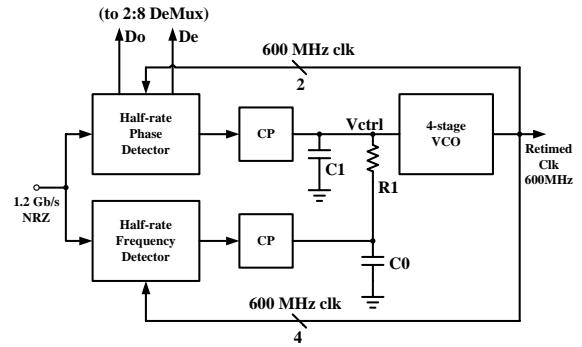 (to 2:8 DeMux)
Do
De
600 MHz clk
2
Half-rate
Phase
Detector
CP
Vctrl
4-stage
VCO
C1
R1
Retimed
Clk
600MHz
1.2 Gb/s
NRZ
Half-rate
Frequency
Detector
CP
C0
600 MHz clk
4